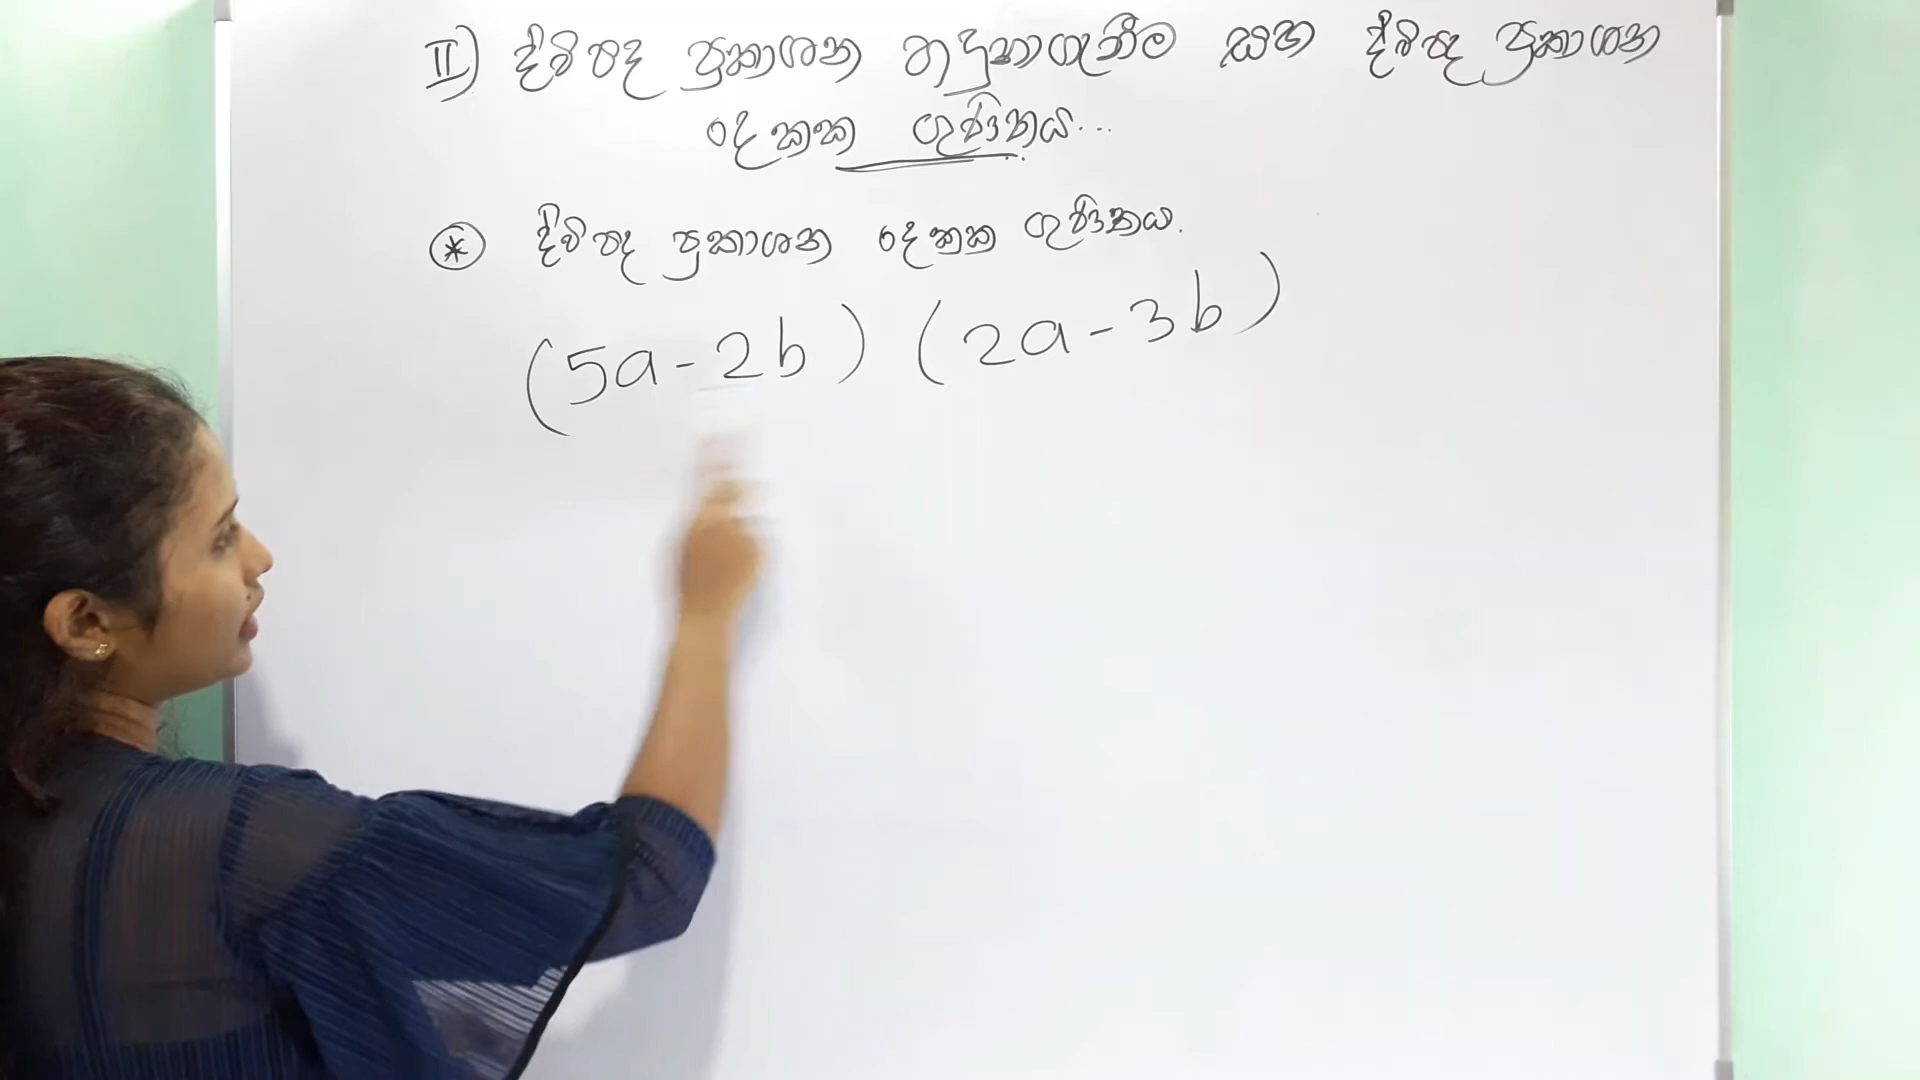 II) ද්විපද ප්‍රකාශන හදුනාගැනීම සහ ද්විපද ප්‍රකාශන
දෙකක ගුණිතය...
* ද්විපද ප්‍රකාශන දෙකක ගුණිතය.
(5a-2b) (2a-3b)